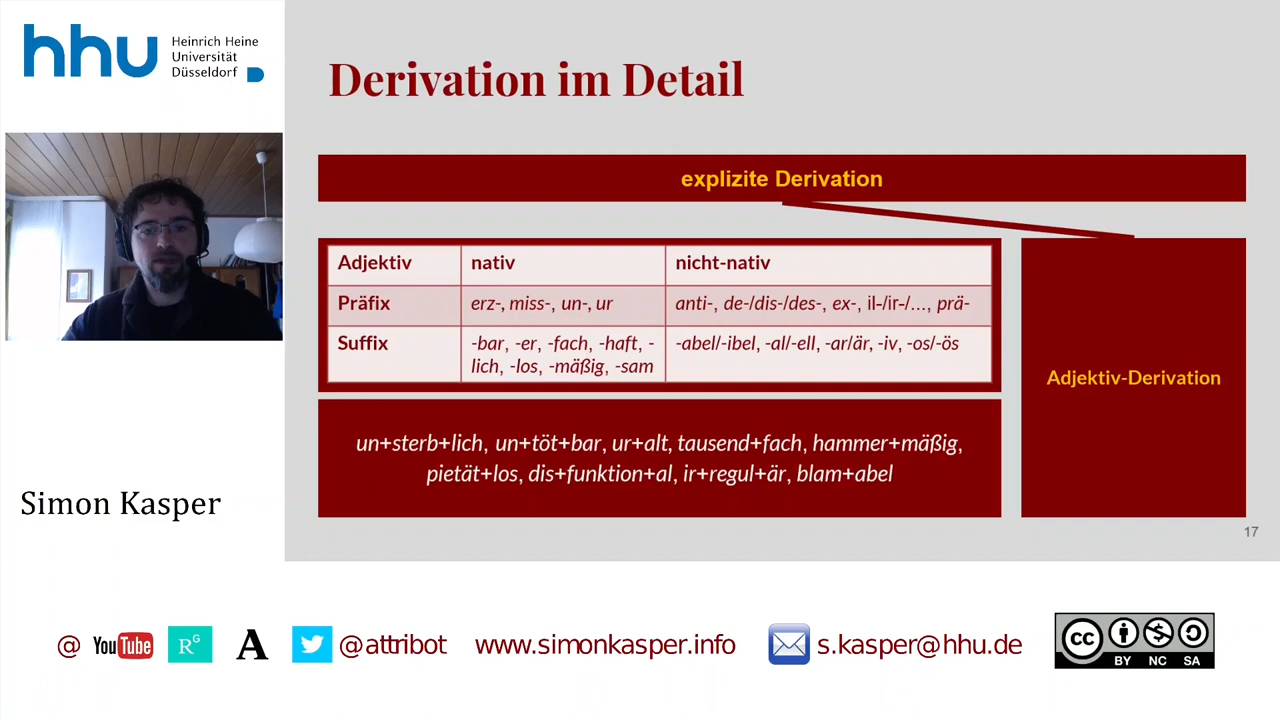 hhu
Heinrich Heine
Universität
Düsseldorf
Derivation im Detail
explizite Derivation
Adjektiv nativ nicht-nativ
Präfix erz-, miss-, un-, ur anti-, de-/dis-/des-, ex-, il-/ir-/…, prä-
Suffix -bar, -er, -fach, -haft, - -abel/-ibel, -al/-ell, -ar/är, -iv, -os/-ös
lich, -los, -mäßig, -sam
Adjektiv-Derivation
un+sterb+lich, un+töt+bar, ur+alt, tausend+fach, hammer+mäßig,
pietät+los, dis+funktion+al, ir+regul+är, blam+abel
17
Simon Kasper
@ YouTube RG A @attribot www.simonkasper.info s.kasper@hhu.de
cc BY NC SA